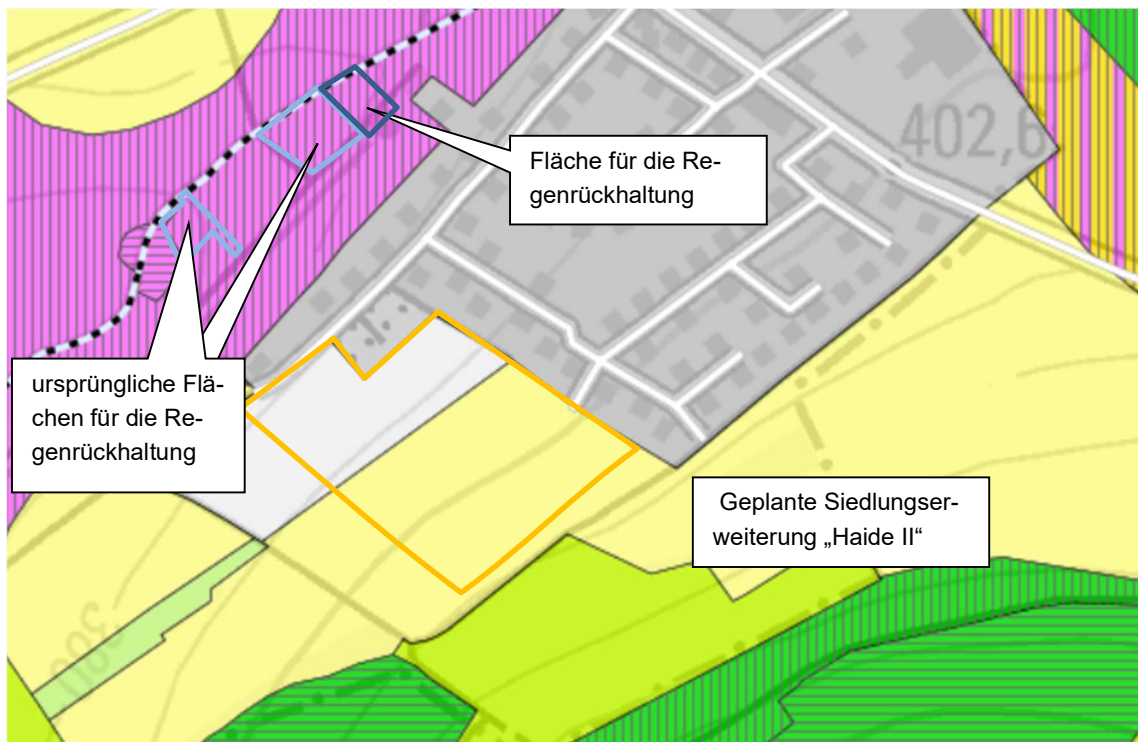 402,6
Fläche für die Re-
genrückhaltung
ursprüngliche Flä-
chen für die Re-
genrückhaltung
Geplante Siedlungser-
weiterung „Haide II“